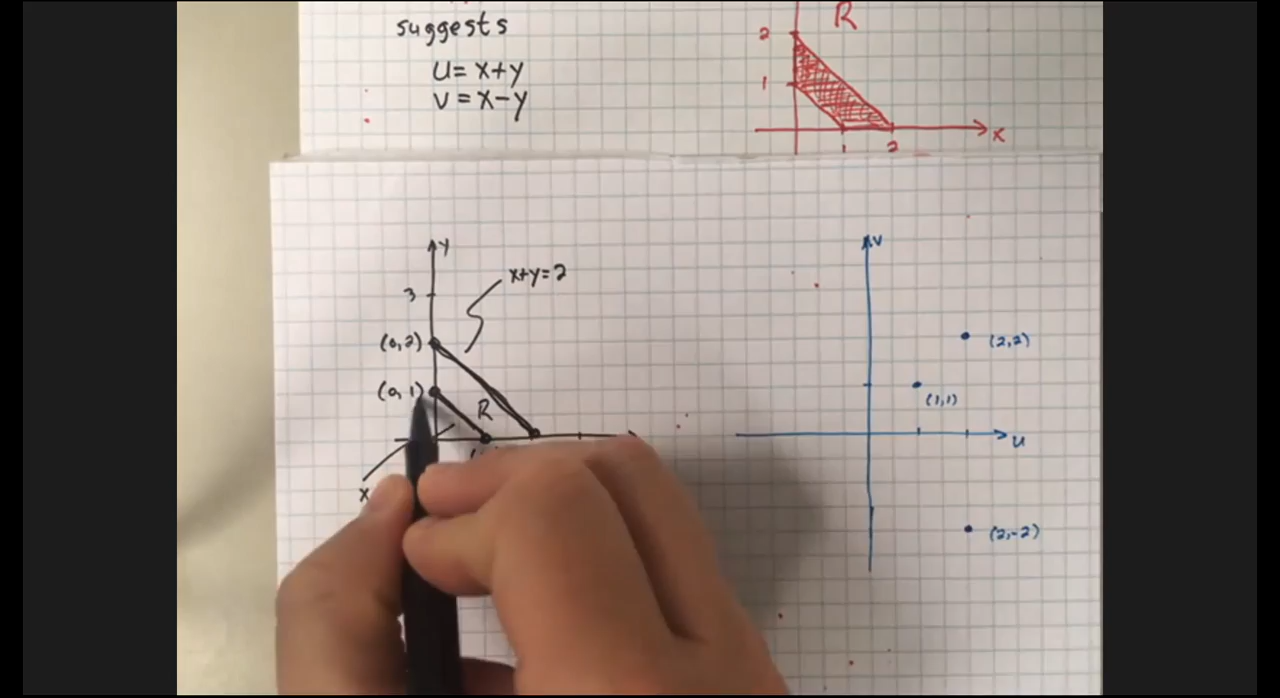 suggests
u = x+y
v = x-y
R
2
1
1
2
x
y
3
x+y=2
(0,2)
(0,1)
R
x
v
(2,2)
(1,1)
u
(2,-2)